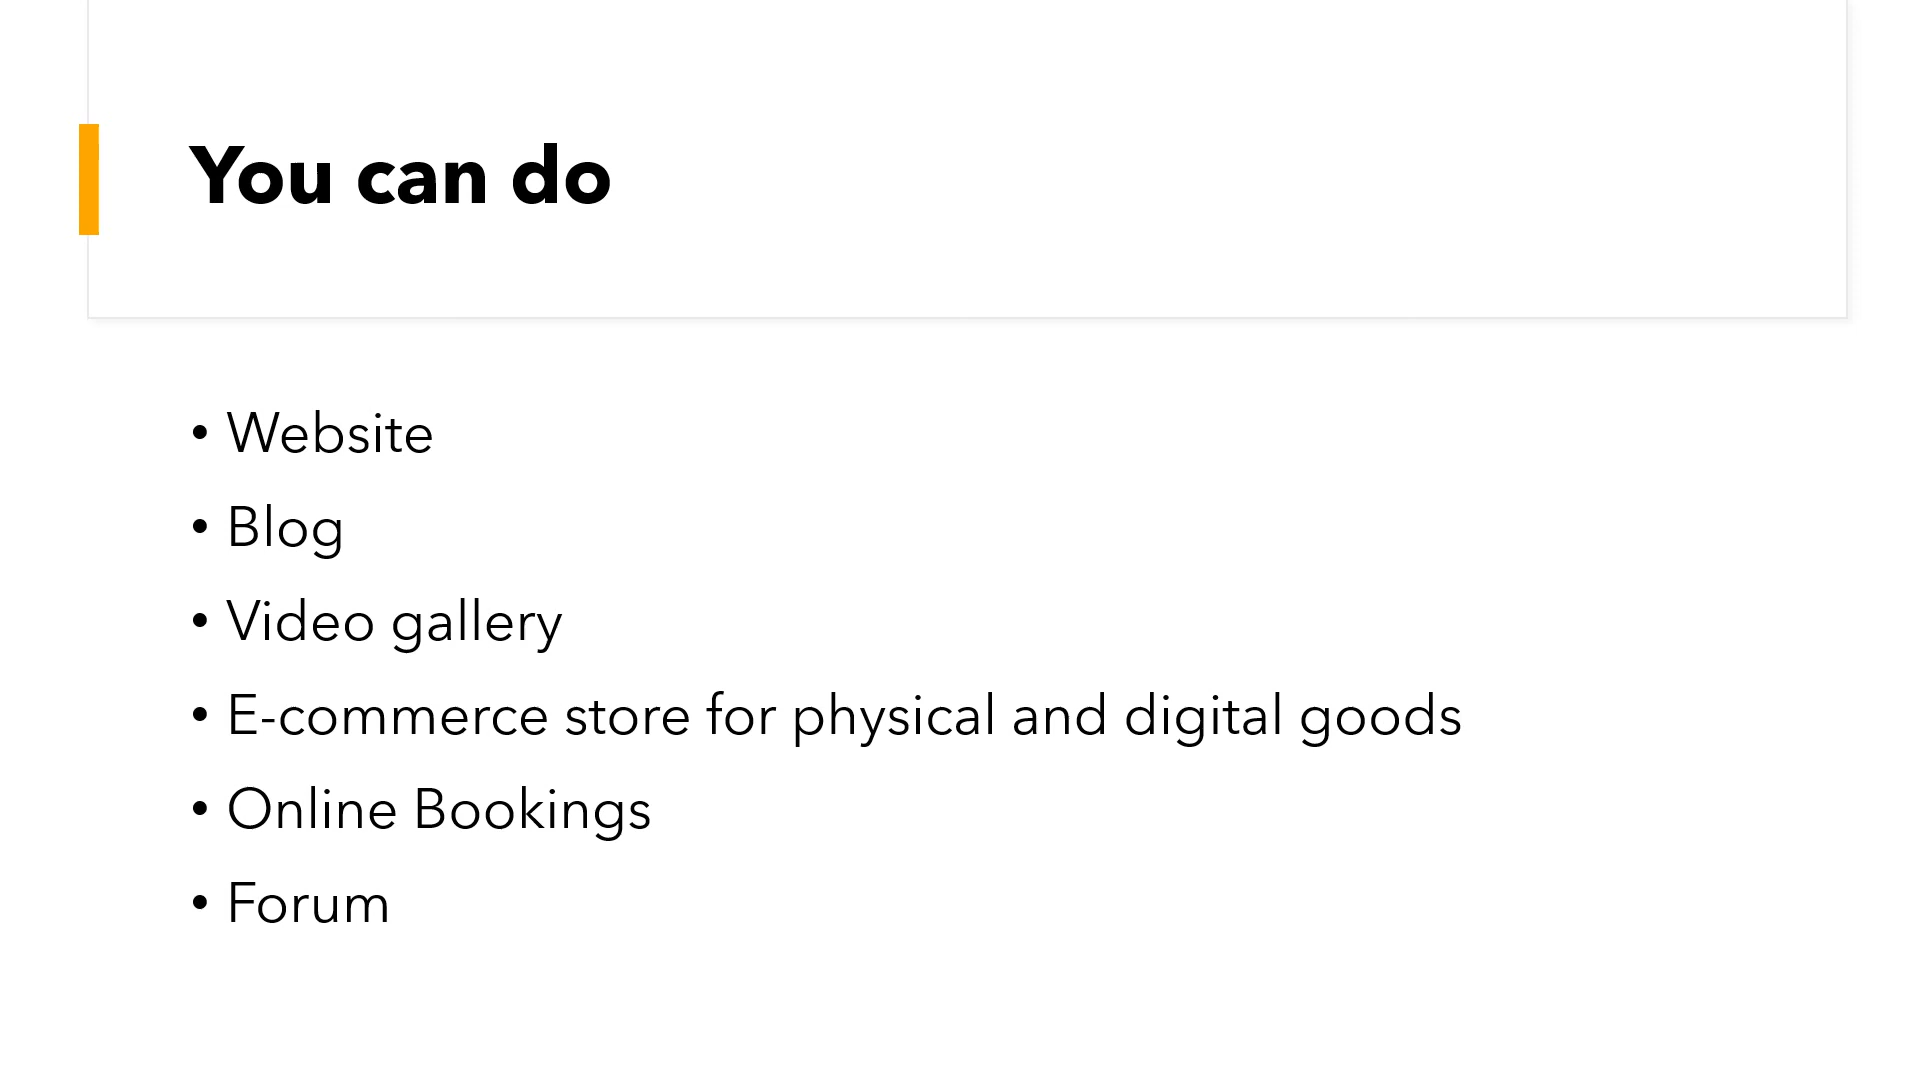 You can do
• Website
• Blog
• Video gallery
• E-commerce store for physical and digital goods
• Online Bookings
• Forum